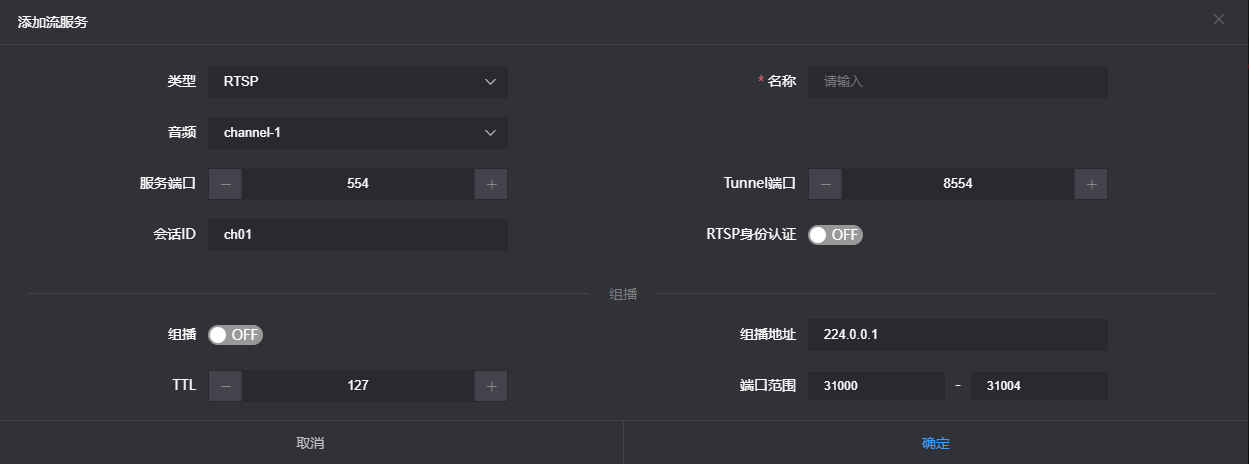 添加流服务
类型 RTSP * 名称 请输入
音频 channel-1
服务端口 554 Tunnel端口 8554
会话ID ch01 RTSP身份认证 OFF
组播
组播 OFF 组播地址 224.0.0.1
TTL 127 端口范围 31000 - 31004
取消 确定